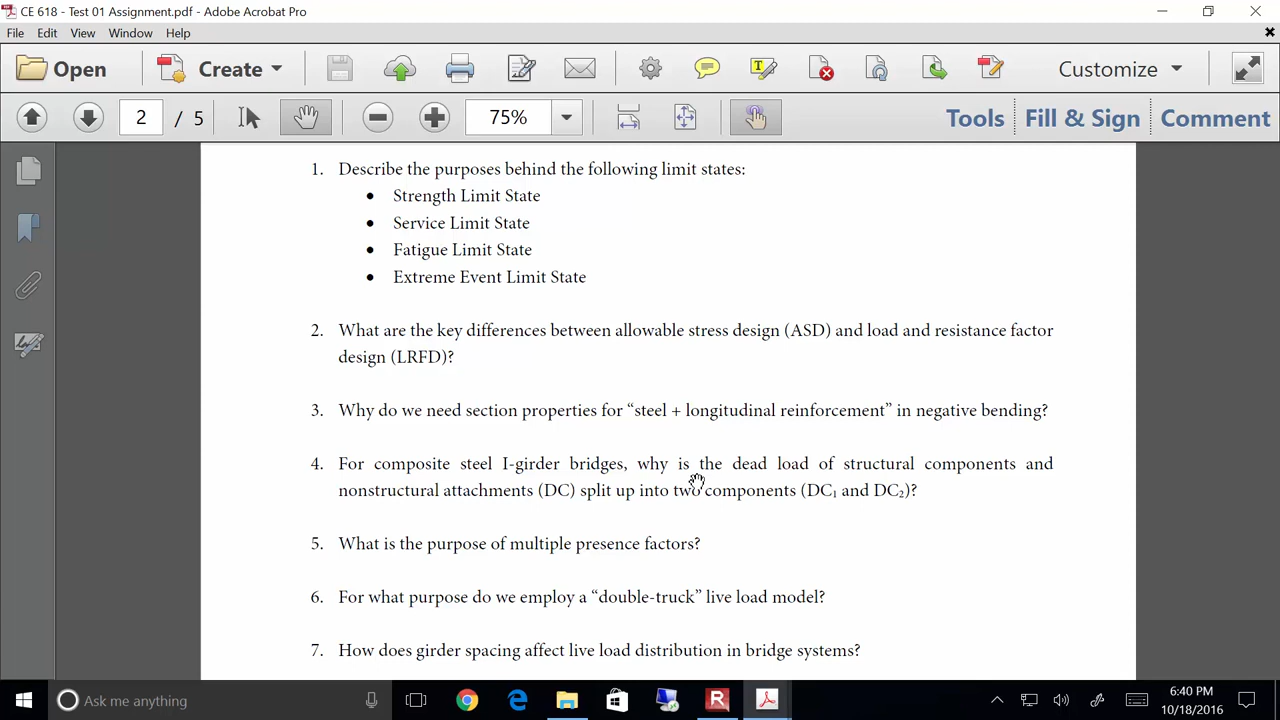 CE 618 - Test 01 Assignment.pdf - Adobe Acrobat Pro
File Edit View Window Help
Open Create Customize
2 / 5 75% Tools Fill & Sign Comment
1. Describe the purposes behind the following limit states:
• Strength Limit State
• Service Limit State
• Fatigue Limit State
• Extreme Event Limit State
2. What are the key differences between allowable stress design (ASD) and load and resistance factor
design (LRFD)?
3. Why do we need section properties for “steel + longitudinal reinforcement” in negative bending?
4. For composite steel I-girder bridges, why is the dead load of structural components and
nonstructural attachments (DC) split up into two components (DC₁ and DC₂)?
5. What is the purpose of multiple presence factors?
6. For what purpose do we employ a “double-truck” live load model?
7. How does girder spacing affect live load distribution in bridge systems?
Ask me anything
6:40 PM
10/18/2016